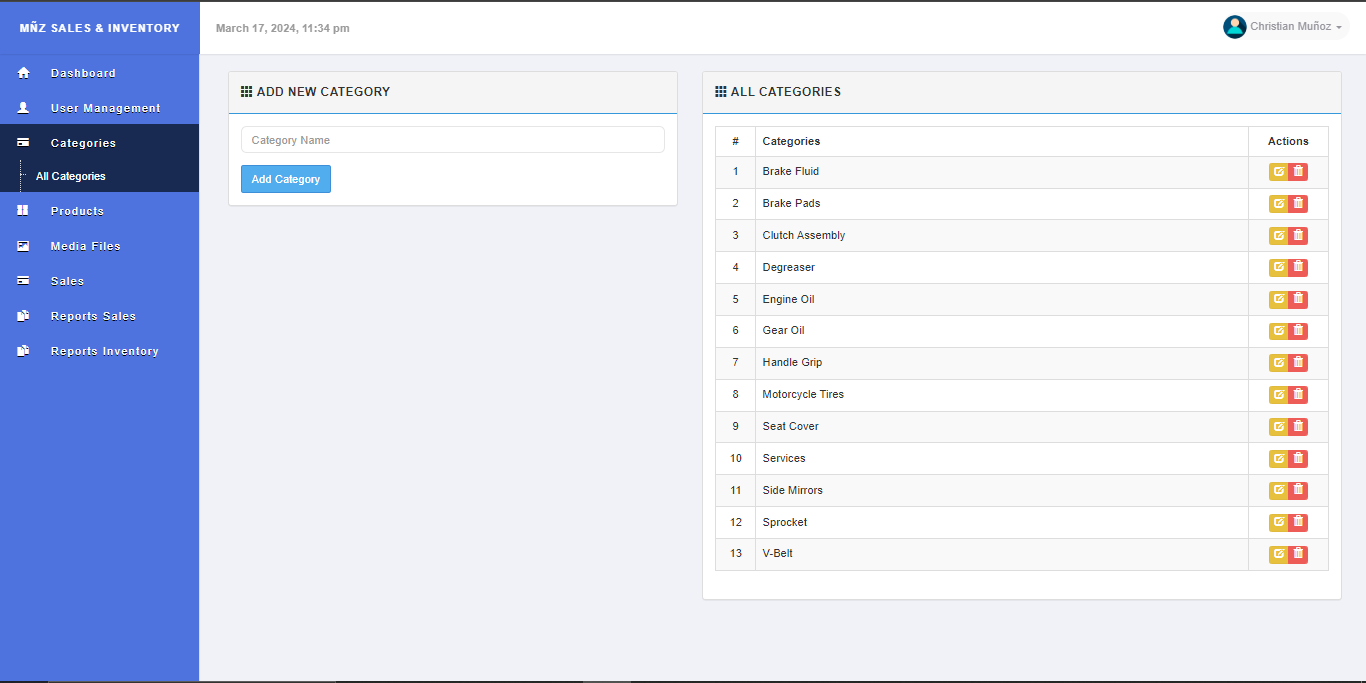 MÑZ SALES & INVENTORY
March 17, 2024, 11:34 pm
Christian Muñoz
Dashboard
User Management
Categories
All Categories
Products
Media Files
Sales
Reports Sales
Reports Inventory
ADD NEW CATEGORY
Category Name
Add Category
ALL CATEGORIES
# Categories Actions
1 Brake Fluid
2 Brake Pads
3 Clutch Assembly
4 Degreaser
5 Engine Oil
6 Gear Oil
7 Handle Grip
8 Motorcycle Tires
9 Seat Cover
10 Services
11 Side Mirrors
12 Sprocket
13 V-Belt